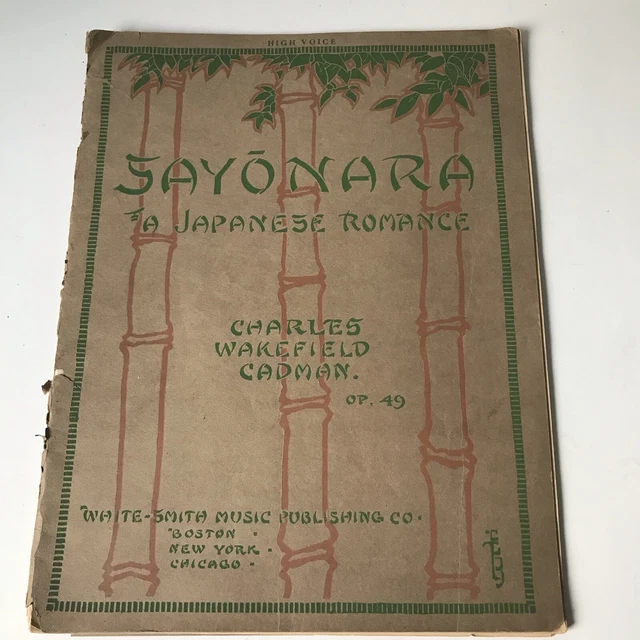 HIGH VOICE
SAYŌNARA
A JAPANESE ROMANCE
CHARLES
WAKEFIELD
CADMAN.
OP. 49
WHITE-SMITH MUSIC PUBLISHING CO.
BOSTON
NEW YORK
CHICAGO